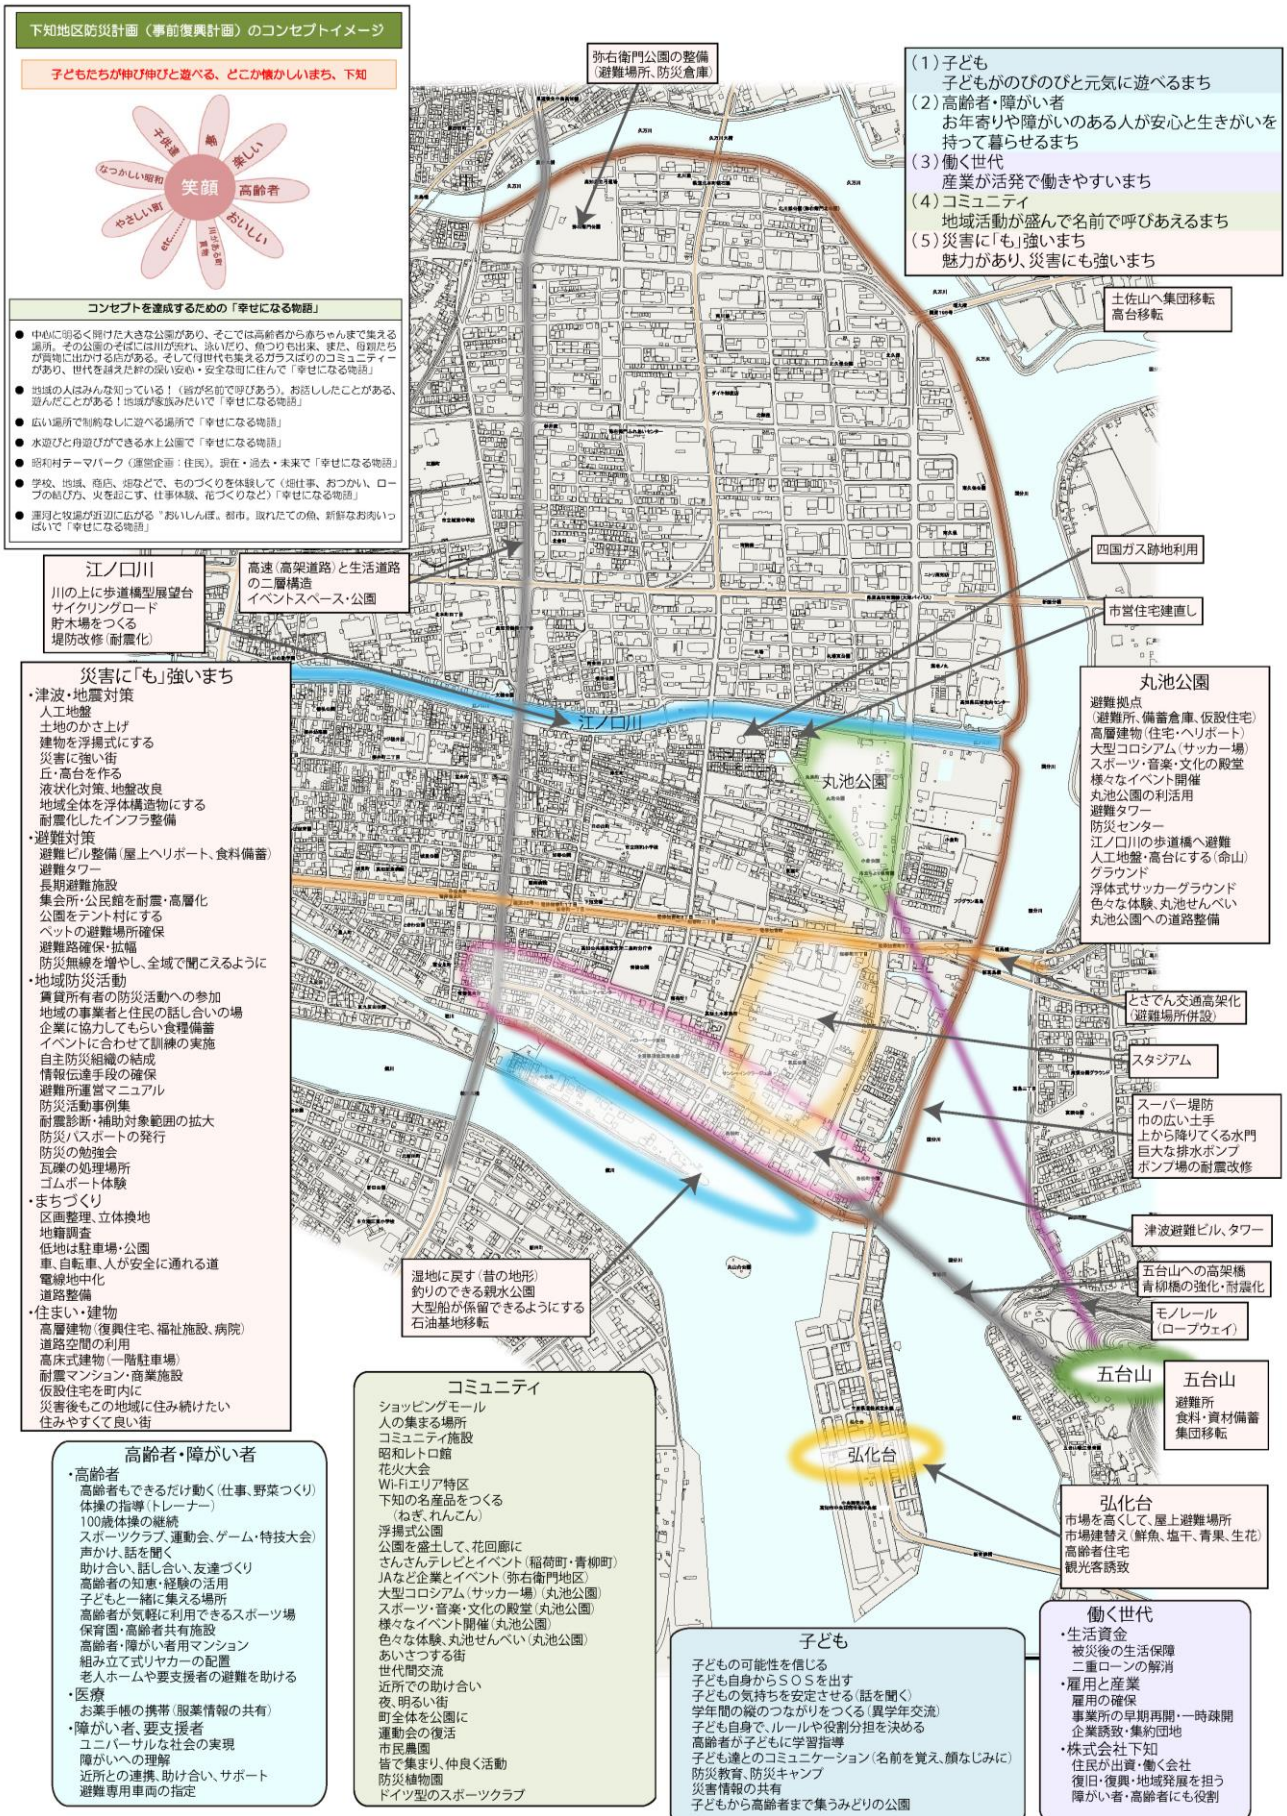 下知地区防災計画（事前復興計画）のコンセプトイメージ
子どもたちが伸び伸びと遊べる、どこか懐かしいまち、下知
笑顔
夢
楽しい
高齢者
おいしい
川がある町
買物
etc……
やさしい町
なつかしい昭和
子供達
コンセプトを達成するための「幸せになる物語」
● 中心に明るく開けた大きな公園があり、そこでは高齢者から赤ちゃんまで集える
場所。その公園のそばには川が流れ、泳いだり、魚つりも出来、また、母親たち
が買物に出かける店がある。そして何世代も集えるガラスばりのコミュニティー
があり、世代を越えた絆の深い安心・安全な町に住んで「幸せになる物語」
● 地域の人はみんな知っている！（皆が名前で呼びあう）。お話ししたことがある、
遊んだことがある！地域が家族みたいで「幸せになる物語」
● 広い場所で制約なしに遊べる場所で「幸せになる物語」
● 水遊びと舟遊びができる水上公園で「幸せになる物語」
● 昭和村テーマパーク（運営企画：住民）。現在・過去・未来で「幸せになる物語」
● 学校、地域、商店、畑などで、ものづくりを体験して（畑仕事、おつかい、ロー
プの結び方、火を起こす、仕事体験、花づくりなど）「幸せになる物語」
● 運河と牧場が近辺に広がる“おいしんぼ。都市。取れたての魚、新鮮なお肉いっ
ぱいで「幸せになる物語」
弥右衛門公園の整備
（避難場所、防災倉庫）
(1)子ども
子どもがのびのびと元気に遊べるまち
(2)高齢者・障がい者
お年寄りや障がいのある人が安心と生きがいを
持って暮らせるまち
(3)働く世代
産業が活発で働きやすいまち
(4)コミュニティ
地域活動が盛んで名前で呼びあえるまち
(5)災害に「も」強いまち
魅力があり、災害にも強いまち
土佐山へ集団移転
高台移転
江ノ口川
川の上に歩道橋型展望台
サイクリングロード
貯木場をつくる
堤防改修（耐震化）
高速（高架道路）と生活道路
の二層構造
イベントスペース・公園
四国ガス跡地利用
市営住宅建直し
江ノ口川
丸池公園
災害に「も」強いまち
・津波・地震対策
人工地盤
土地のかさ上げ
建物を浮揚式にする
災害に強い街
丘・高台を作る
液状化対策、地盤改良
地域全体を浮体構造物にする
耐震化したインフラ整備
・避難対策
避難ビル整備（屋上ヘリポート、食料備蓄）
避難タワー
長期避難施設
集会所・公民館を耐震・高層化
公園をテント村にする
ペットの避難場所確保
避難路確保・拡幅
防災無線を増やし、全域で聞こえるように
・地域防災活動
賃貸所有者の防災活動への参加
地域の事業者と住民の話し合いの場
企業に協力してもらい食糧備蓄
イベントに合わせて訓練の実施
自主防災組織の結成
情報伝達手段の確保
避難所運営マニュアル
防災活動事例集
耐震診断・補助対象範囲の拡大
防災パスポートの発行
防災の勉強会
瓦礫の処理場所
ゴムボート体験
・まちづくり
区画整理、立体換地
地籍調査
低地は駐車場・公園
車、自転車、人が安全に通れる道
電線地中化
道路整備
・住まい・建物
高層建物（復興住宅、福祉施設、病院）
道路空間の利用
高床式建物（一階駐車場）
耐震マンション・商業施設
仮設住宅を町内に
災害後もこの地域に住み続けたい
住みやすくて良い街
丸池公園
避難拠点
（避難所、備蓄倉庫、仮設住宅）
高層建物（住宅・ヘリポート）
大型コロシアム（サッカー場）
スポーツ・音楽・文化の殿堂
様々なイベント開催
丸池公園の利活用
避難タワー
防災センター
江ノ口川の歩道橋へ避難
人工地盤・高台にする（命山）
グラウンド
浮体式サッカーグラウンド
色々な体験、丸池せんべい
丸池公園への道路整備
とさでん交通高架化
（避難場所併設）
スタジアム
スーパー堤防
巾の広い土手
上から降りてくる水門
巨大な排水ポンプ
ポンプ場の耐震改修
津波避難ビル、タワー
五台山への高架橋
青柳橋の強化・耐震化
モノレール
（ロープウェイ）
五台山
五台山
避難所
食料・資材備蓄
集団移転
湿地に戻す（昔の地形）
釣りのできる親水公園
大型船が係留できるようにする
石油基地移転
弘化台
弘化台
市場を高くして、屋上避難場所
市場建替え（鮮魚、塩干、青果、生花）
高齢者住宅
観光客誘致
高齢者・障がい者
・高齢者
高齢者もできるだけ動く（仕事、野菜つくり）
体操の指導（トレーナー）
100歳体操の継続
スポーツクラブ、運動会、ゲーム・特技大会）
声かけ、話を聞く
助け合い、話し合い、友達づくり
高齢者の知恵・経験の活用
子どもと一緒に集える場所
高齢者が気軽に利用できるスポーツ場
保育園・高齢者共有施設
高齢者・障がい者用マンション
組み立て式リヤカーの配置
老人ホームや要支援者の避難を助ける
・医療
お薬手帳の携帯（服薬情報の共有）
・障がい者、要支援者
ユニバーサルな社会の実現
障がいへの理解
近所との連携、助け合い、サポート
避難専用車両の指定
コミュニティ
ショッピングモール
人の集まる場所
コミュニティ施設
昭和レトロ館
花火大会
Wi-Fiエリア特区
下知の名産品をつくる
（ねぎ、れんこん）
浮揚式公園
公園を盛土して、花回廊に
さんさんテレビとイベント（稲荷町・青柳町）
JAなど企業とイベント（弥右衛門地区）
大型コロシアム（サッカー場）（丸池公園）
スポーツ・音楽・文化の殿堂（丸池公園）
様々なイベント開催（丸池公園）
色々な体験、丸池せんべい（丸池公園）
あいさつする街
世代間交流
近所での助け合い
夜、明るい街
町全体を公園に
運動会の復活
市民農園
皆で集まり、仲良く活動
防災植物園
ドイツ型のスポーツクラブ
子ども
子どもの可能性を信じる
子ども自身からＳＯＳを出す
子どもの気持ちを安定させる（話を聞く）
学年間の縦のつながりをつくる（異学年交流）
子ども自身で、ルールや役割分担を決める
高齢者が子どもに学習指導
子ども達とのコミュニケーション（名前を覚え、顔なじみに）
防災教育、防災キャンプ
災害情報の共有
子どもから高齢者まで集うみどりの公園
働く世代
・生活資金
被災後の生活保障
二重ローンの解消
・雇用と産業
雇用の確保
事業所の早期再開・一時疎開
企業誘致・集約団地
・株式会社下知
住民が出資・働く会社
復旧・復興・地域発展を担う
障がい者・高齢者にも役割